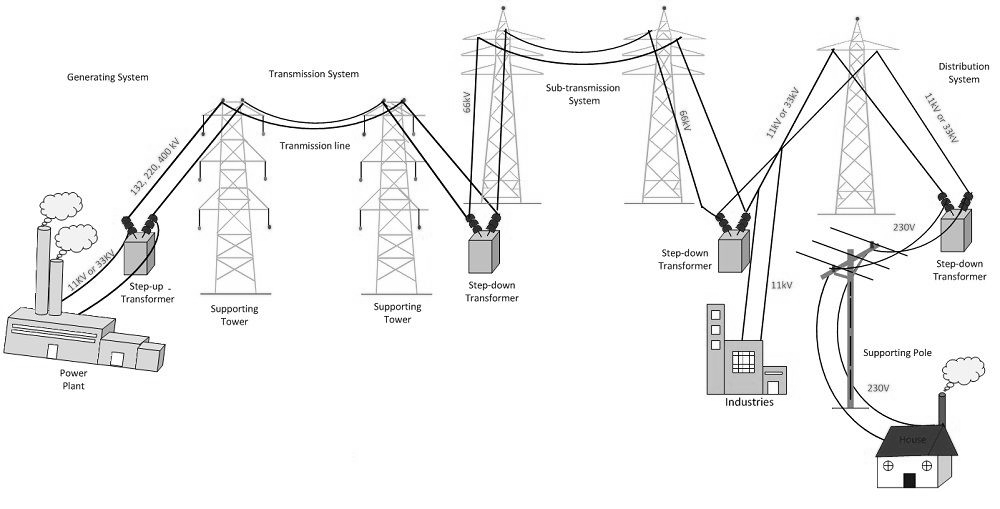 Generating System
Transmission System
Sub-transmission
System
Distribution
System
132, 220, 400 kV
Tranmission line
66kV
66kV
11kV or 33kV
11kV or 33kV
11KV or 33KV
Step-up -
Transformer
Supporting
Tower
Supporting
Tower
Step-down
Transformer
Step-down
Transformer
230V
Step-down
Transformer
11kV
Power
Plant
Industries
Supporting Pole
230V
House